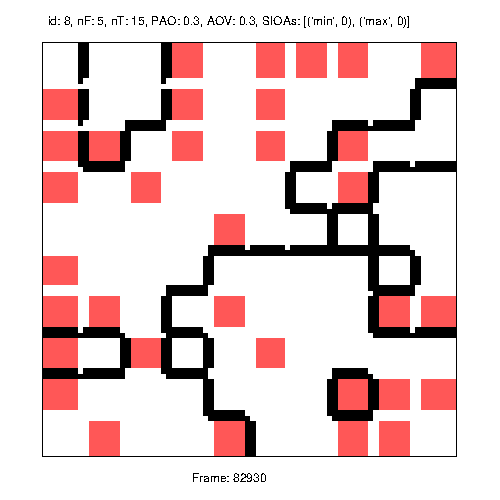 id: 8, nF: 5, nT: 15, PAO: 0.3, AOV: 0.3, SIOAs: [('min', 0), ('max', 0)]
Frame: 82930